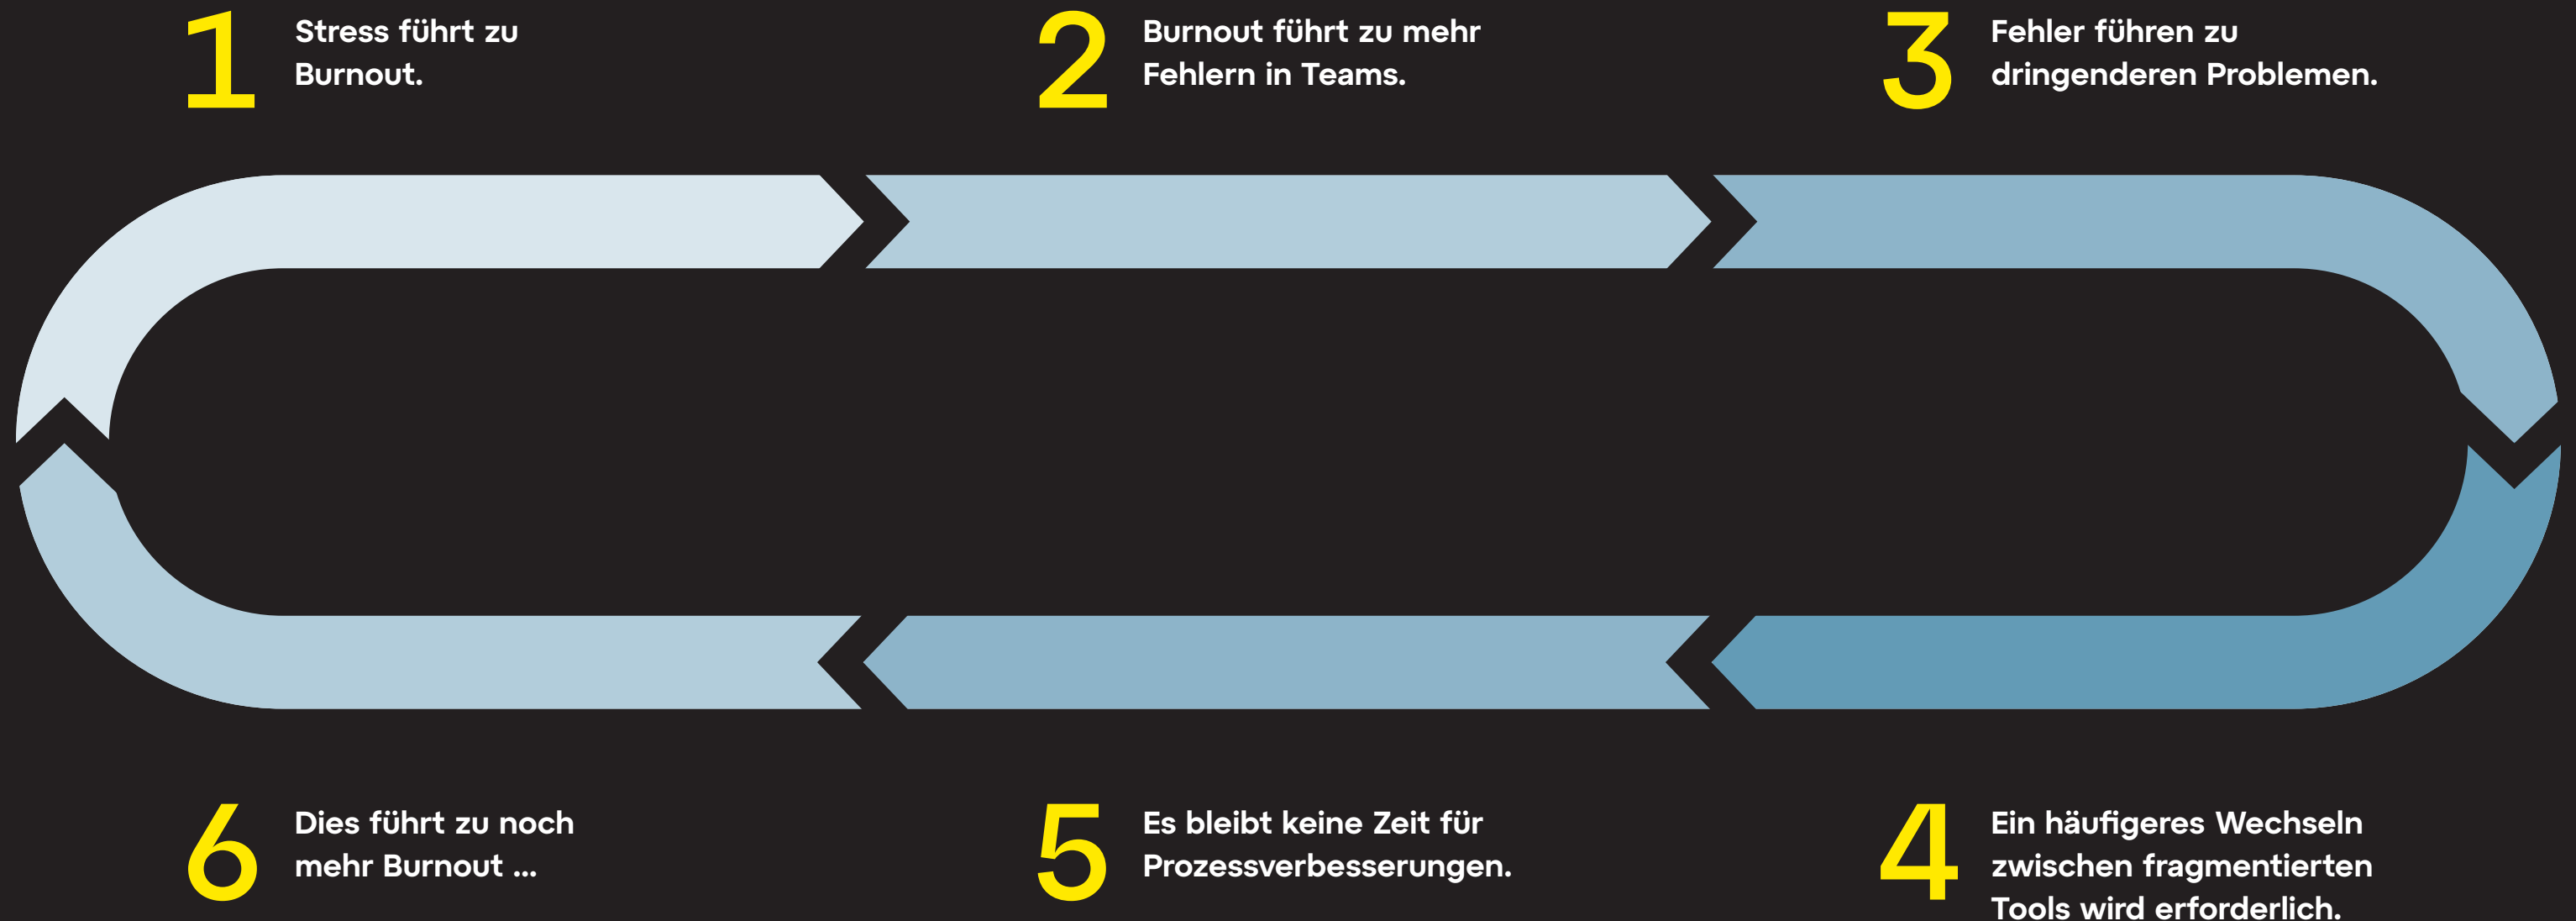 1
Stress führt zu
Burnout.
2
Burnout führt zu mehr
Fehlern in Teams.
3
Fehler führen zu
dringenderen Problemen.
6
Dies führt zu noch
mehr Burnout ...
5
Es bleibt keine Zeit für
Prozessverbesserungen.
4
Ein häufigeres Wechseln
zwischen fragmentierten
Tools wird erforderlich.